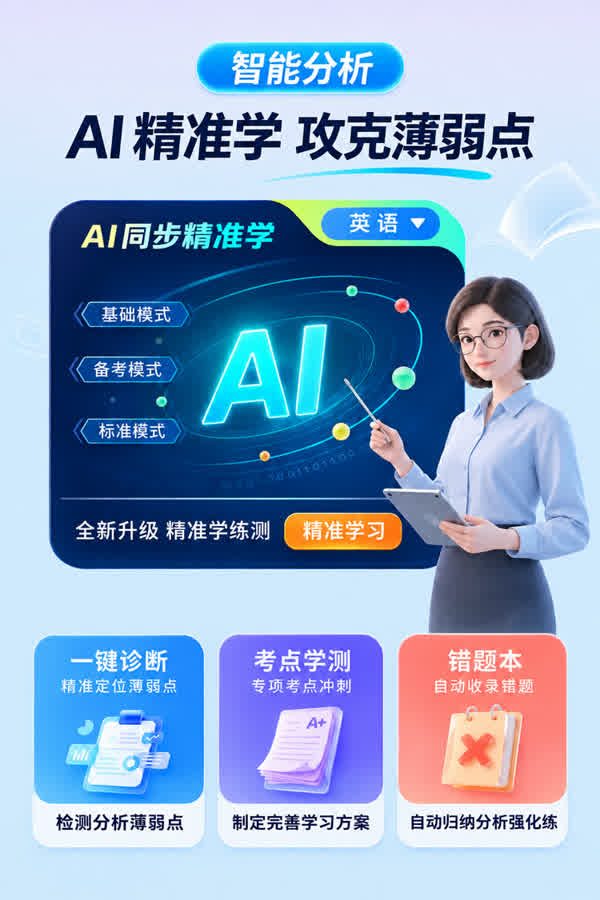 智能分析
AI精准学 攻克薄弱点
AI同步精准学
英语
基础模式
备考模式
标准模式
AI
全新升级 精准学练测
精准学习
一键诊断
精准定位薄弱点
检测分析薄弱点
考点学测
专项考点冲刺
A+
制定完善学习方案
错题本
自动收录错题
自动归纳分析强化练